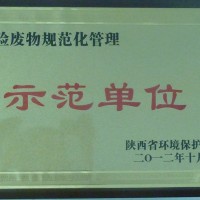 险废物规范化管理
示范单位
陕西省环境保护
二〇一二年十月